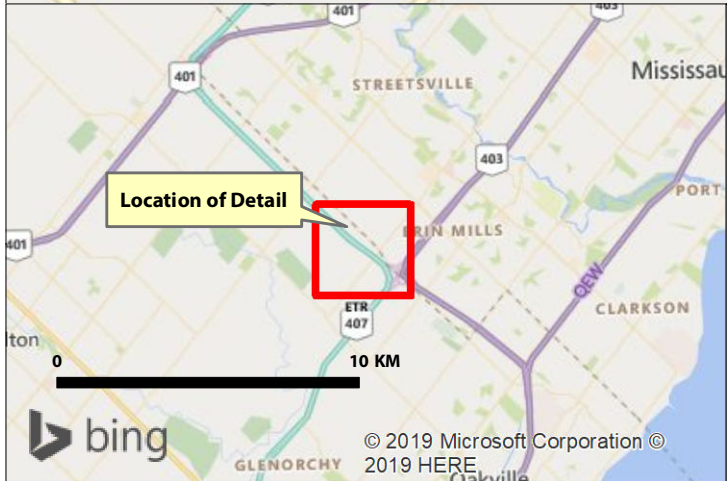 401
403
401
Mississau
STREETSVILLE
403
Location of Detail
PORT
ERIN MILLS
401
QEW
ETR
407
CLARKSON
lton
0 10 KM
bing
© 2019 Microsoft Corporation ©
2019 HERE
GLENORCHY
Oakville